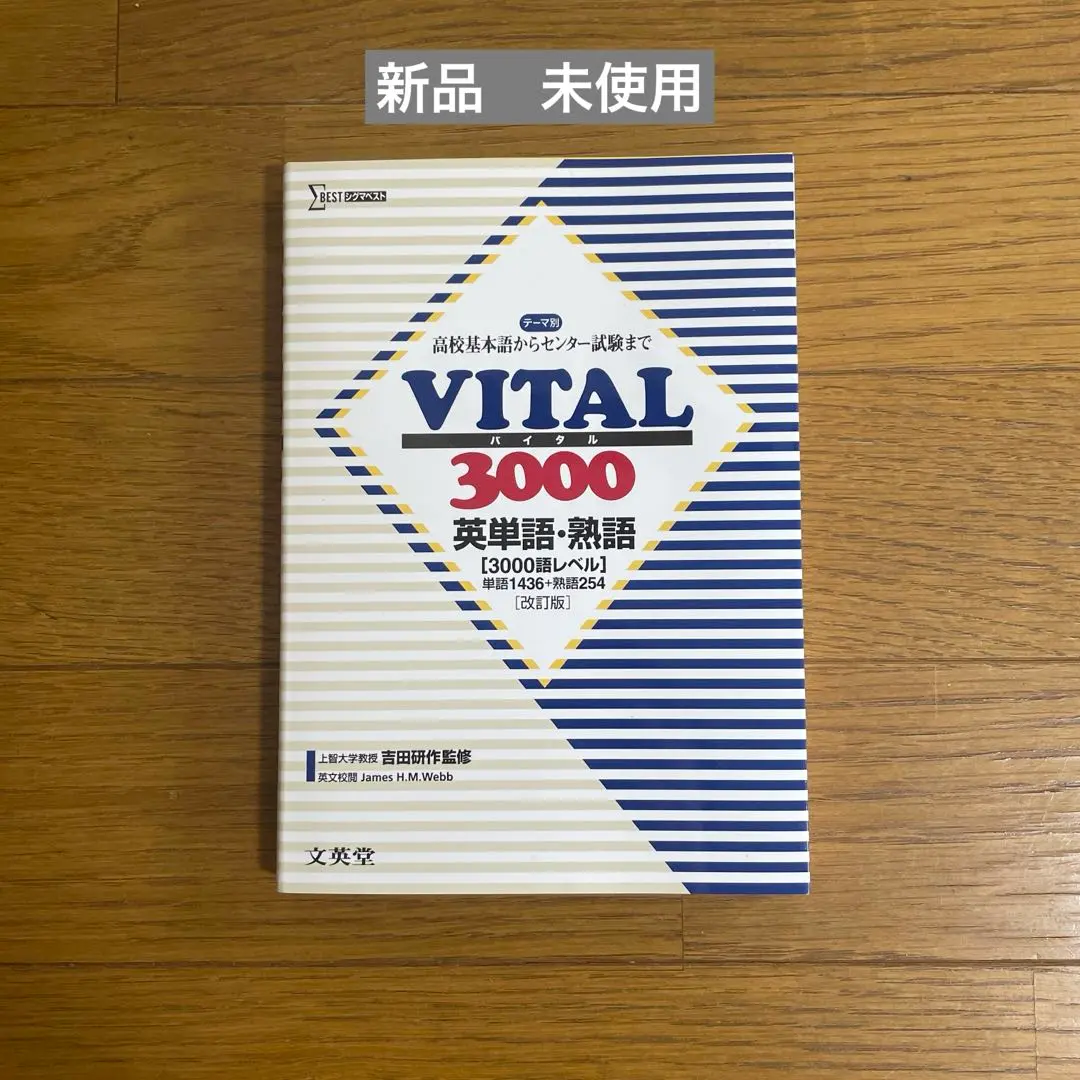 新品　未使用
ΣBEST シグマベスト
テーマ別
高校基本語からセンター試験まで
VITAL
バイタル
3000
英単語・熟語
[3000語レベル]
単語1436+熟語254
[改訂版]
上智大学教授 吉田研作監修
英文校閲 James H.M.Webb
文英堂